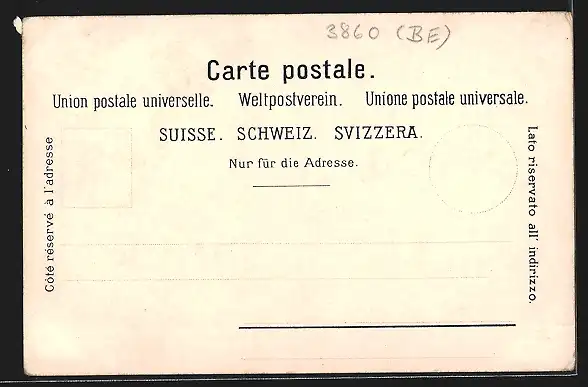 3860 (BE)
Carte postale.
Union postale universelle. Weltpostverein. Unione postale universale.
SUISSE. SCHWEIZ. SVIZZERA.
Nur für die Adresse.
Côté réservé à l'adresse
Lato riservato all' indirizzo.